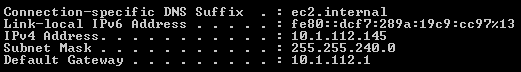 Connection-specific DNS Suffix  . : ec2.internal
Link-local IPv6 Address . . . . . : fe80::dcf7:289a:19c9:cc97%13
IPv4 Address. . . . . . . . . . . : 10.1.112.145
Subnet Mask . . . . . . . . . . . : 255.255.240.0
Default Gateway . . . . . . . . . : 10.1.112.1